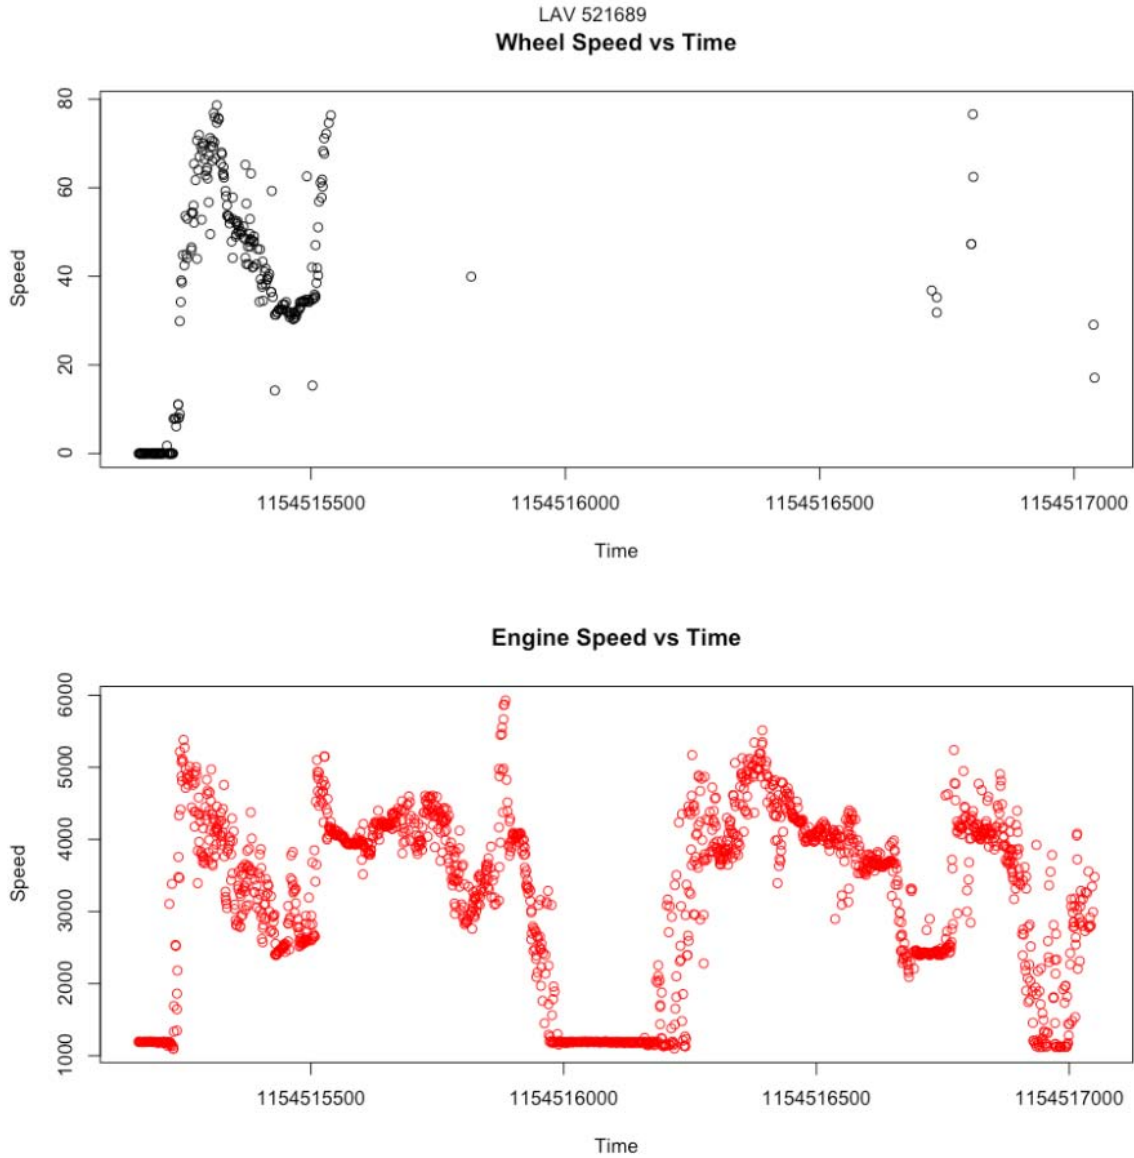 LAV 521689
Wheel Speed vs Time
80
60
40
20
0
Speed
1154515500 1154516000 1154516500 1154517000
Time
Engine Speed vs Time
6000
5000
4000
3000
2000
1000
Speed
1154515500 1154516000 1154516500 1154517000
Time